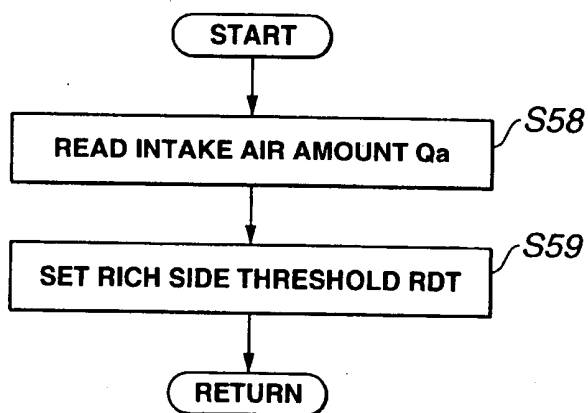 START
READ INTAKE AIR AMOUNT Qa
S58
SET RICH SIDE THRESHOLD RDT
S59
RETURN